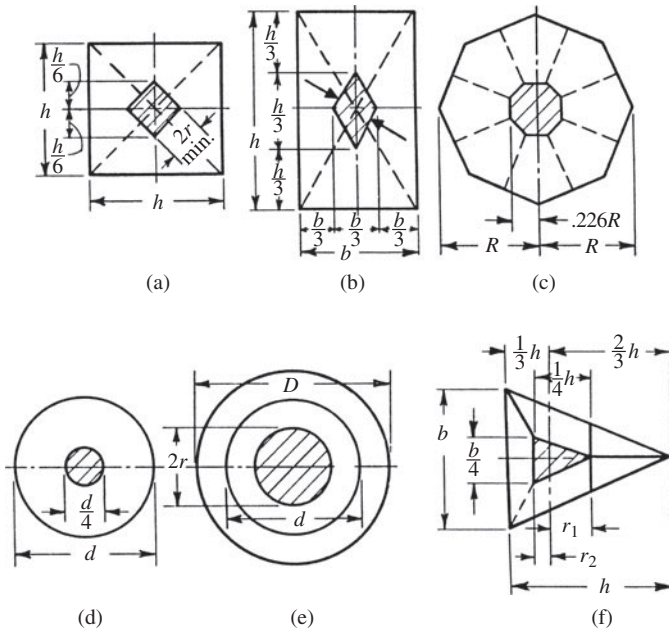 h/6
h
h/6
2r
min.
h
(a)
h/3
h/3
h
h/3
b/3 b/3 b/3
b
(b)
.226R
R R
(c)
d/4
d
(d)
D
2r
d
(e)
1/3 h 2/3 h
1/4 h
b
b/4
r₁
r₂
h
(f)